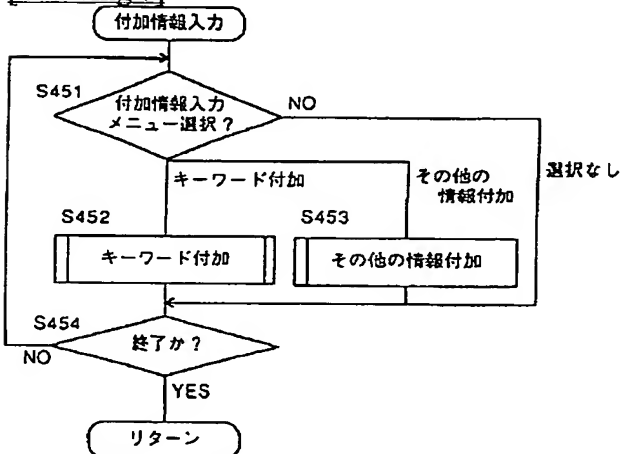 付加情報入力
S451
付加情報入力
メニュー選択？
NO
選択なし
キーワード付加
その他の
情報付加
S452
S453
キーワード付加
その他の情報付加
S454
終了か？
NO
YES
リターン